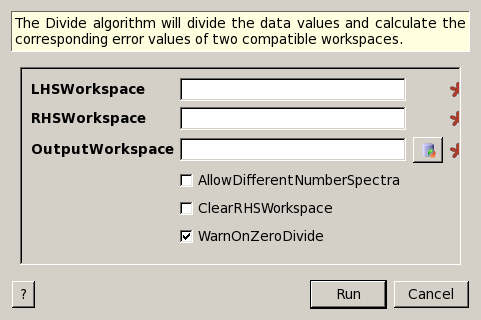 The Divide algorithm will divide the data values and calculate the
corresponding error values of two compatible workspaces.
LHSWorkspace
RHSWorkspace
OutputWorkspace
AllowDifferentNumberSpectra
ClearRHSWorkspace
WarnOnZeroDivide
? Run Cancel